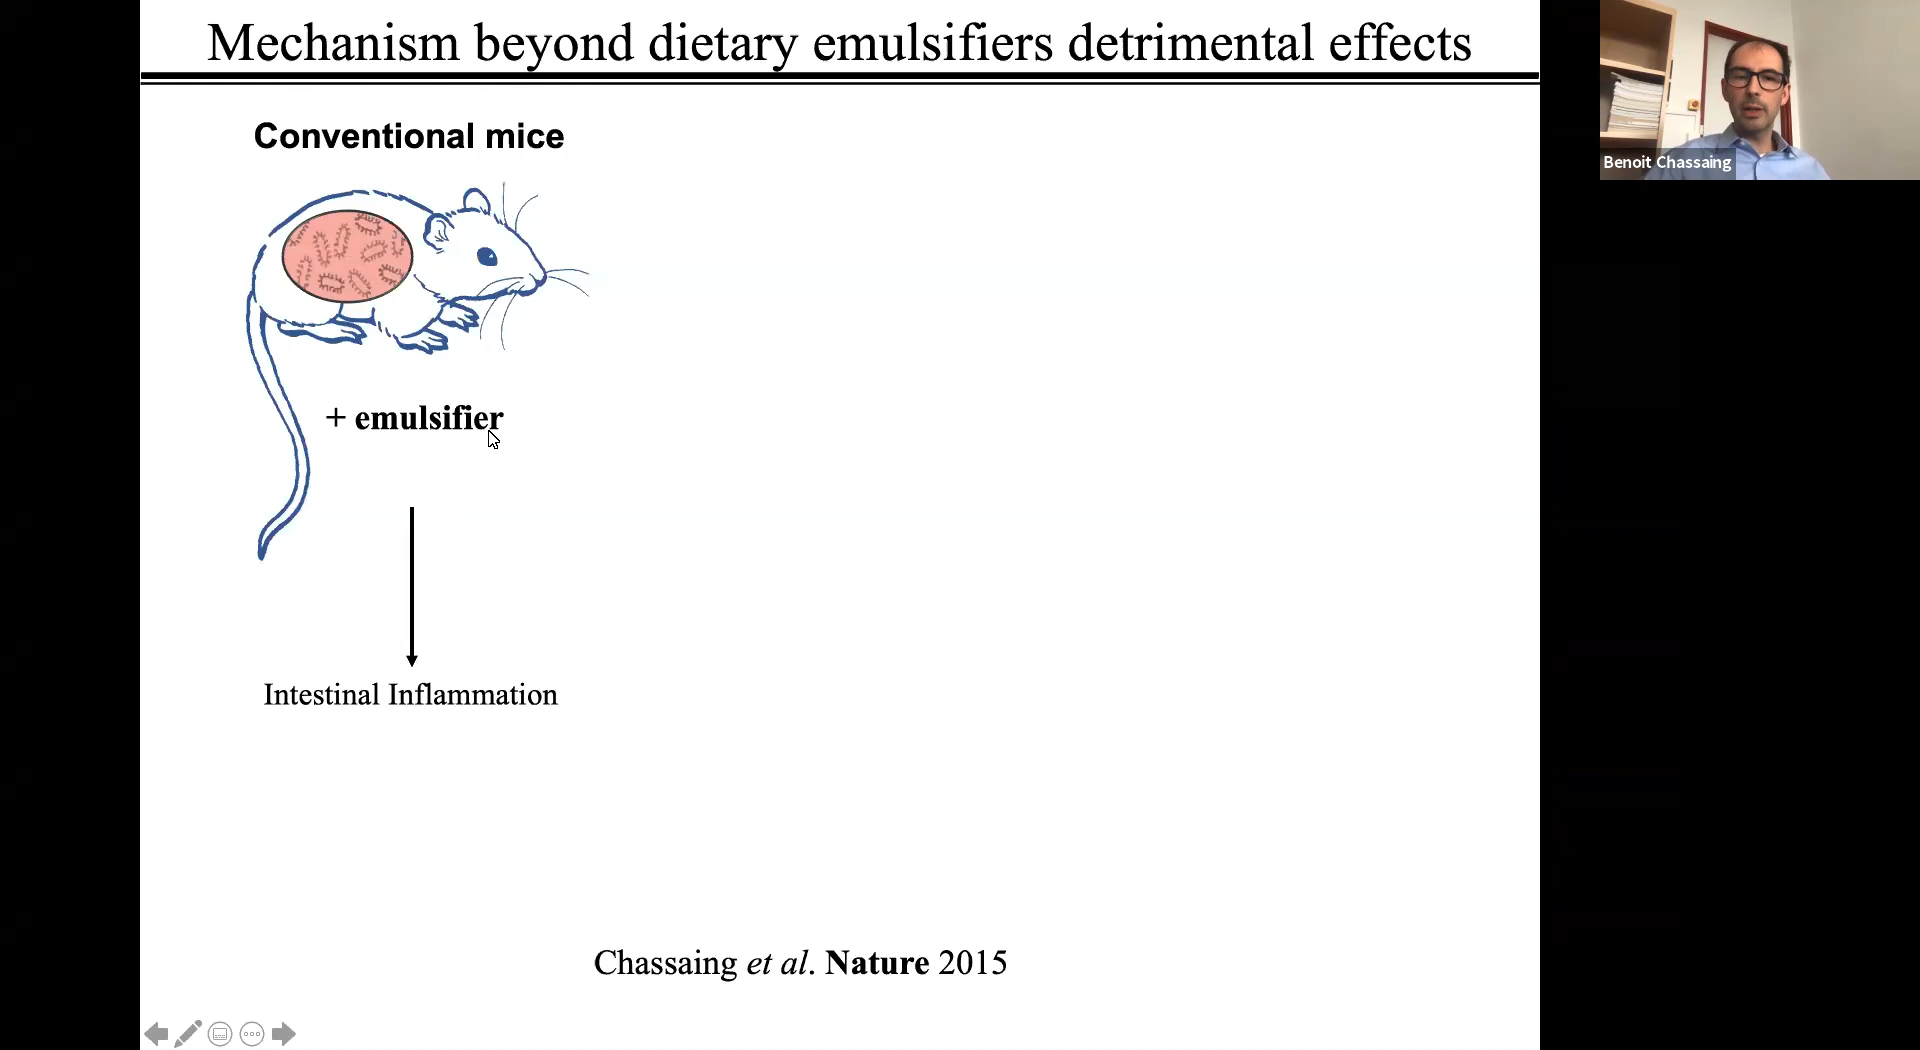 Mechanism beyond dietary emulsifiers detrimental effects
Benoit Chassaing
Conventional mice
+ emulsifier
Intestinal Inflammation
Chassaing et al. Nature 2015